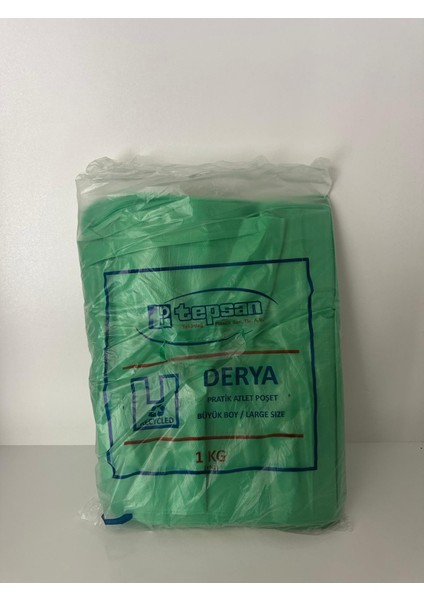 tepsan
DERYA
PRATİK ATLET POŞET
BÜYÜK BOY / LARGE SIZE
RECYCLED
1 KG